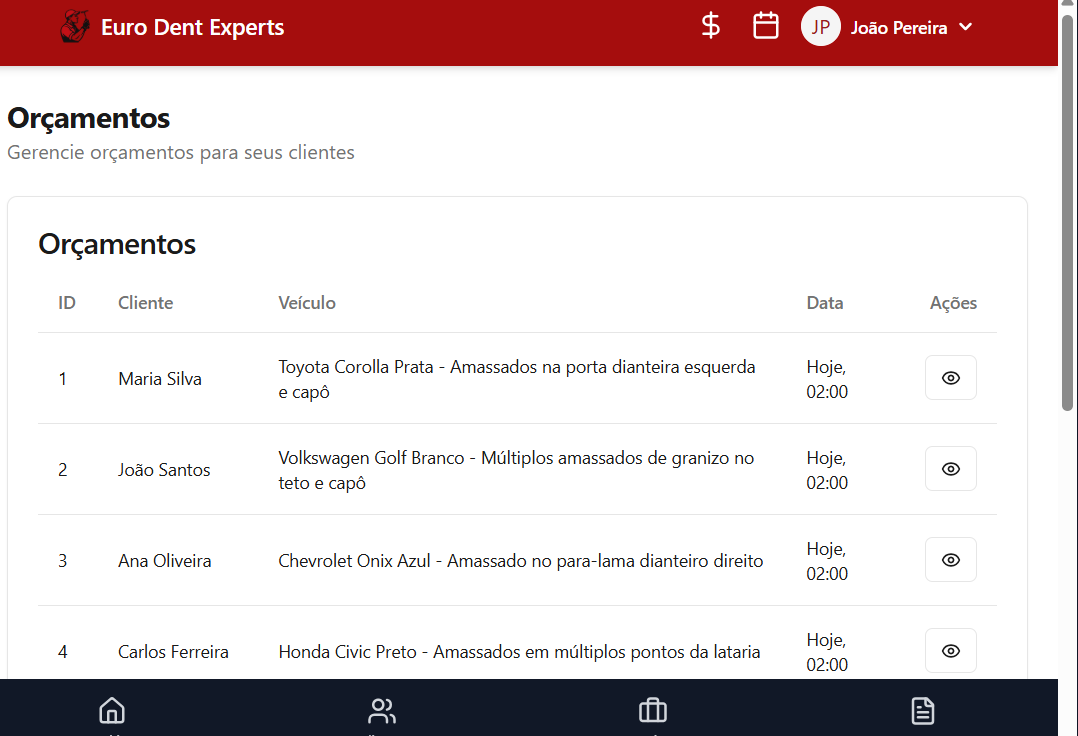 Euro Dent Experts
JP
João Pereira
Orçamentos
Gerencie orçamentos para seus clientes
Orçamentos
ID Cliente Veículo Data Ações
1 Maria Silva Toyota Corolla Prata - Amassados na porta dianteira esquerda e capô Hoje, 02:00
2 João Santos Volkswagen Golf Branco - Múltiplos amassados de granizo no teto e capô Hoje, 02:00
3 Ana Oliveira Chevrolet Onix Azul - Amassado no para-lama dianteiro direito Hoje, 02:00
4 Carlos Ferreira Honda Civic Preto - Amassados em múltiplos pontos da lataria Hoje, 02:00